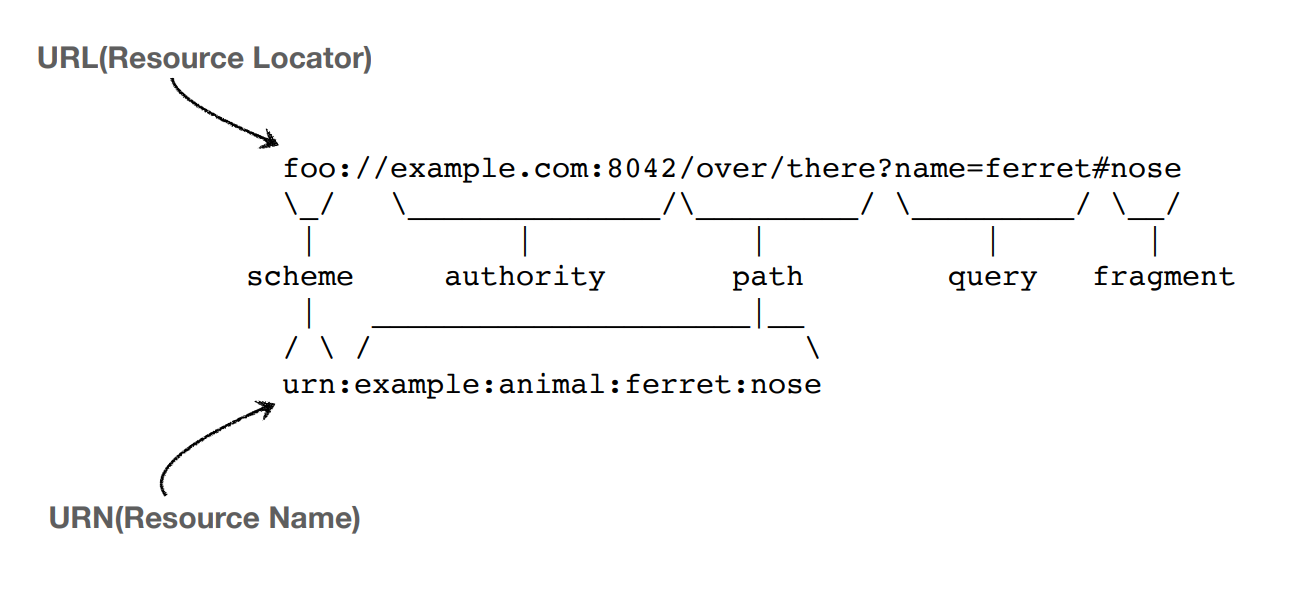 URL(Resource Locator)
foo://example.com:8042/over/there?name=ferret#nose
scheme authority path query fragment
urn:example:animal:ferret:nose
URN(Resource Name)